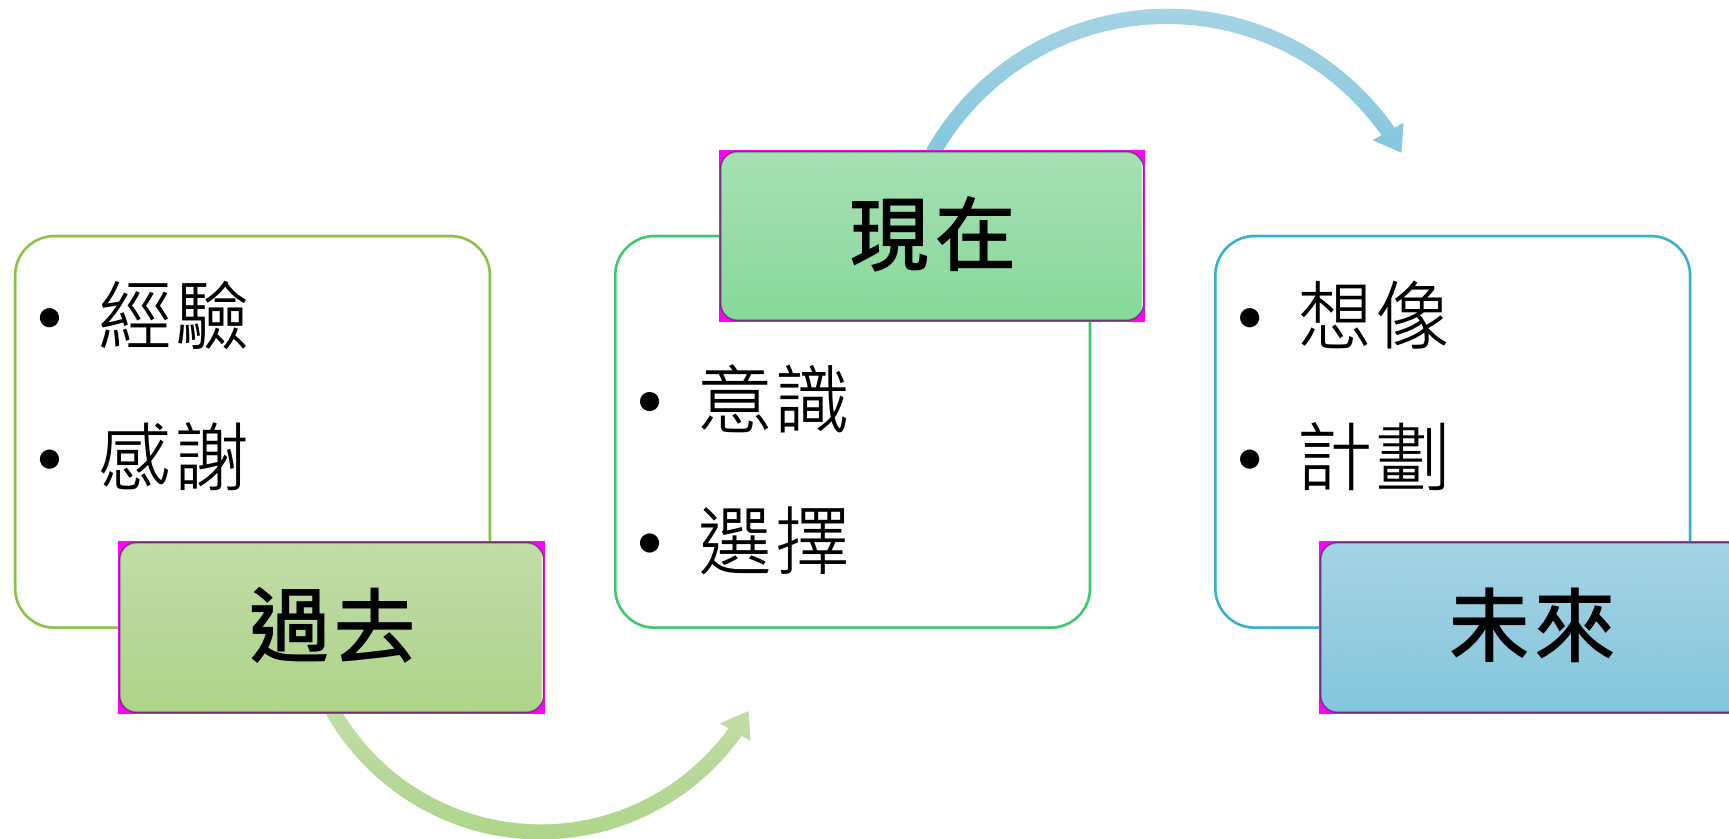 • 經驗
• 感謝
過去
現在
• 意識
• 選擇
• 想像
• 計劃
未來